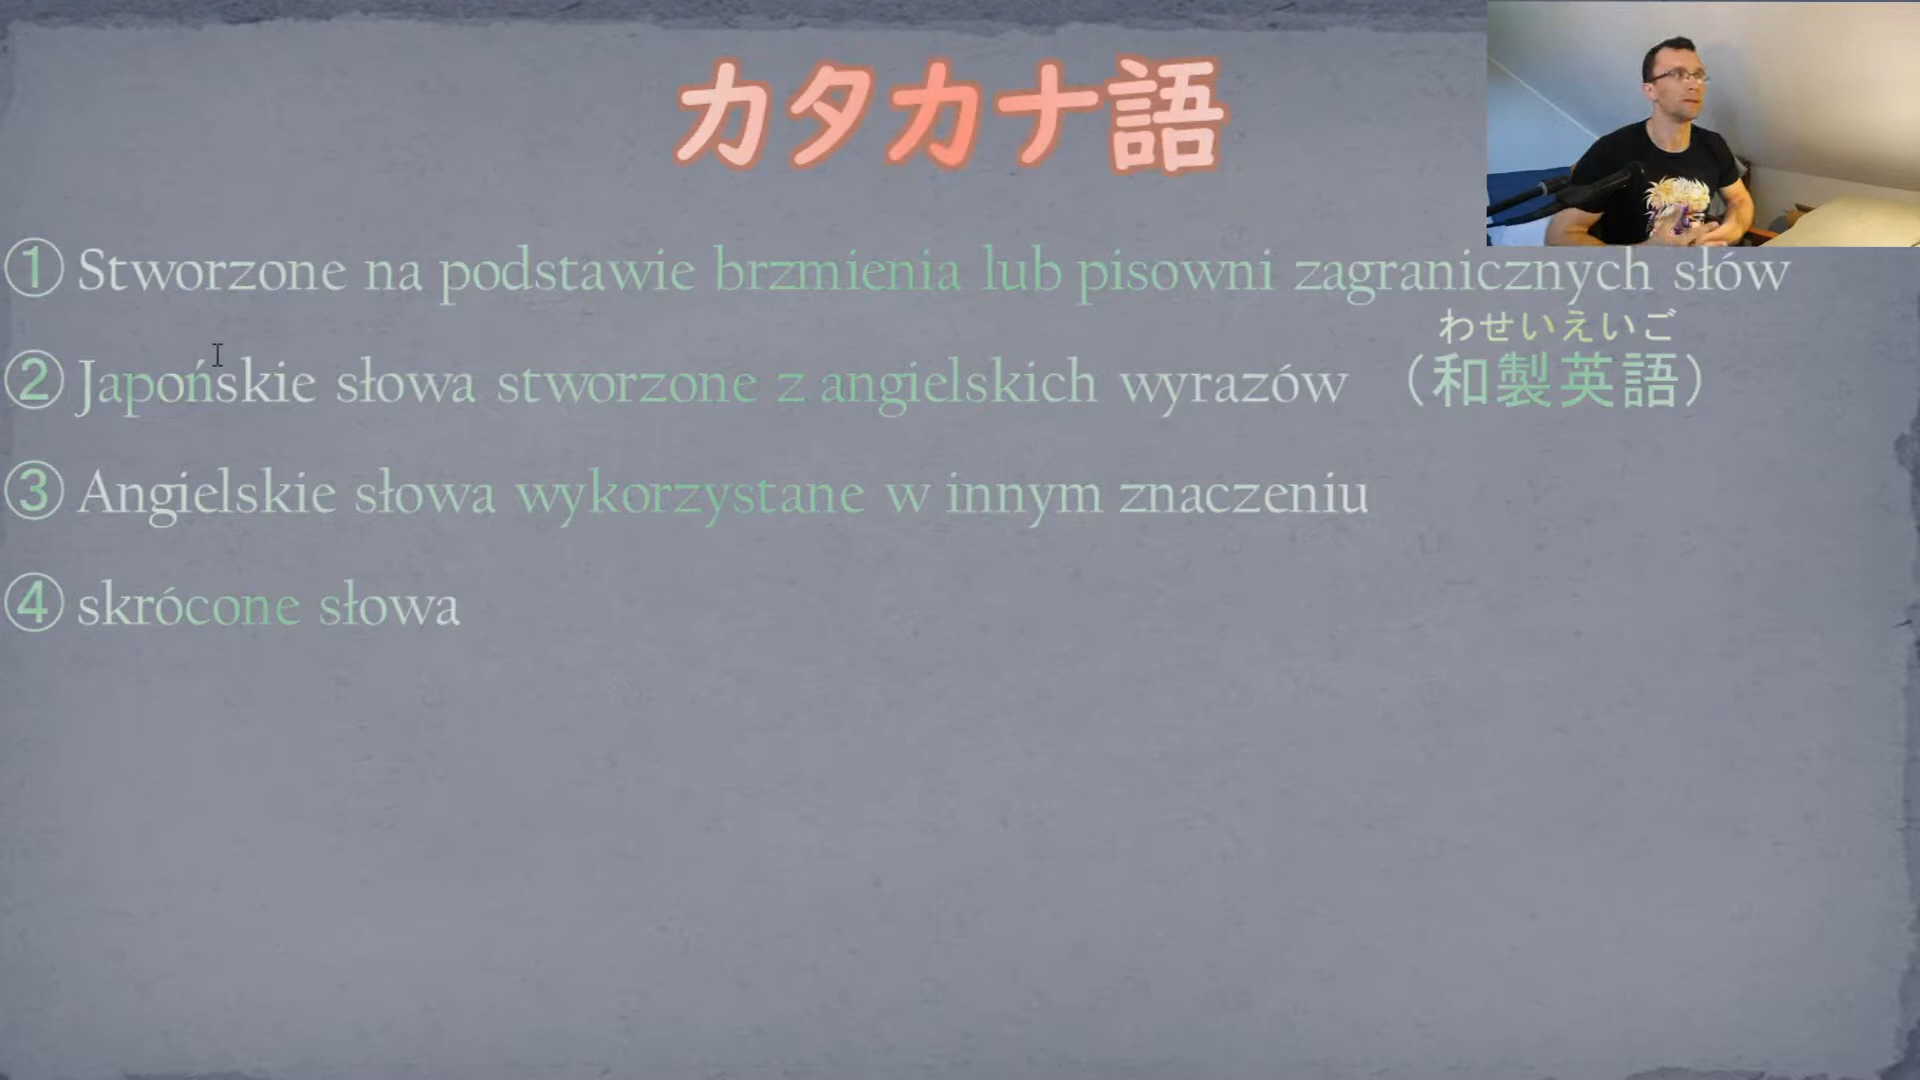 カタカナ語
① Stworzone na podstawie brzmienia lub pisowni zagranicznych słów
わせいえいご
② Japońskie słowa stworzone z angielskich wyrazów （和製英語）
③ Angielskie słowa wykorzystane w innym znaczeniu
④ skrócone słowa